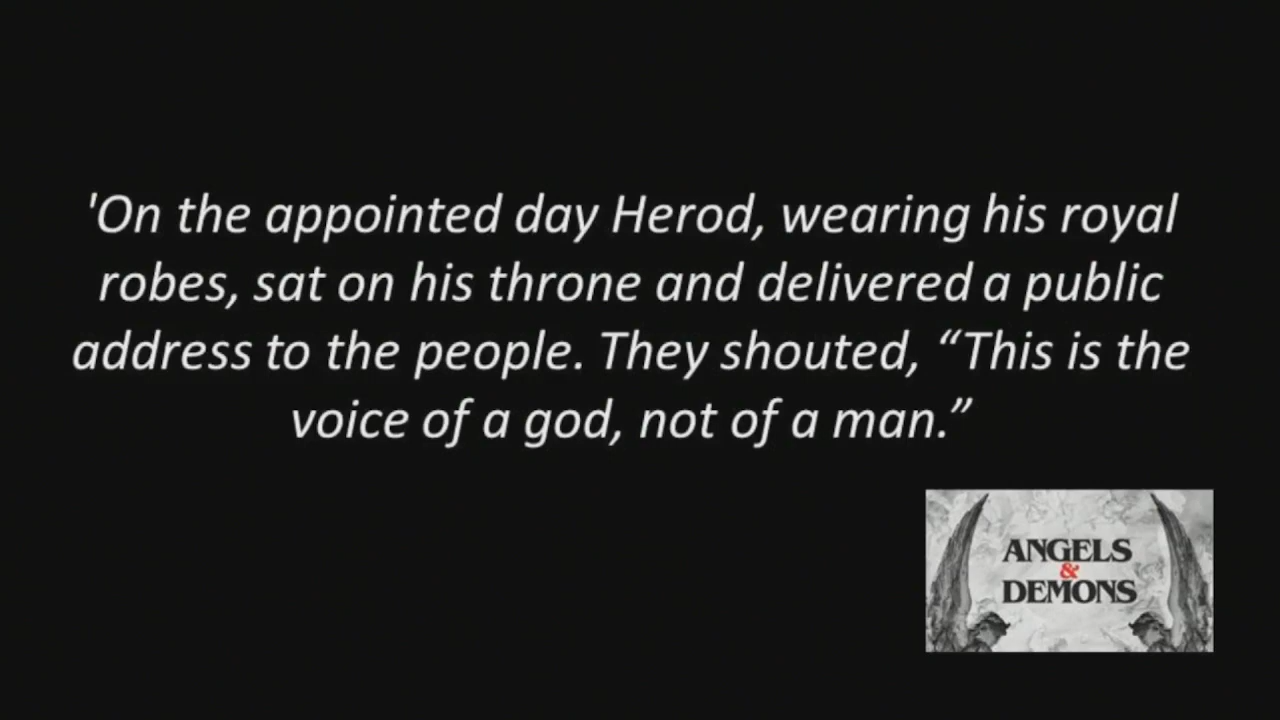 'On the appointed day Herod, wearing his royal
robes, sat on his throne and delivered a public
address to the people. They shouted, “This is the
voice of a god, not of a man.”
ANGELS
&
DEMONS